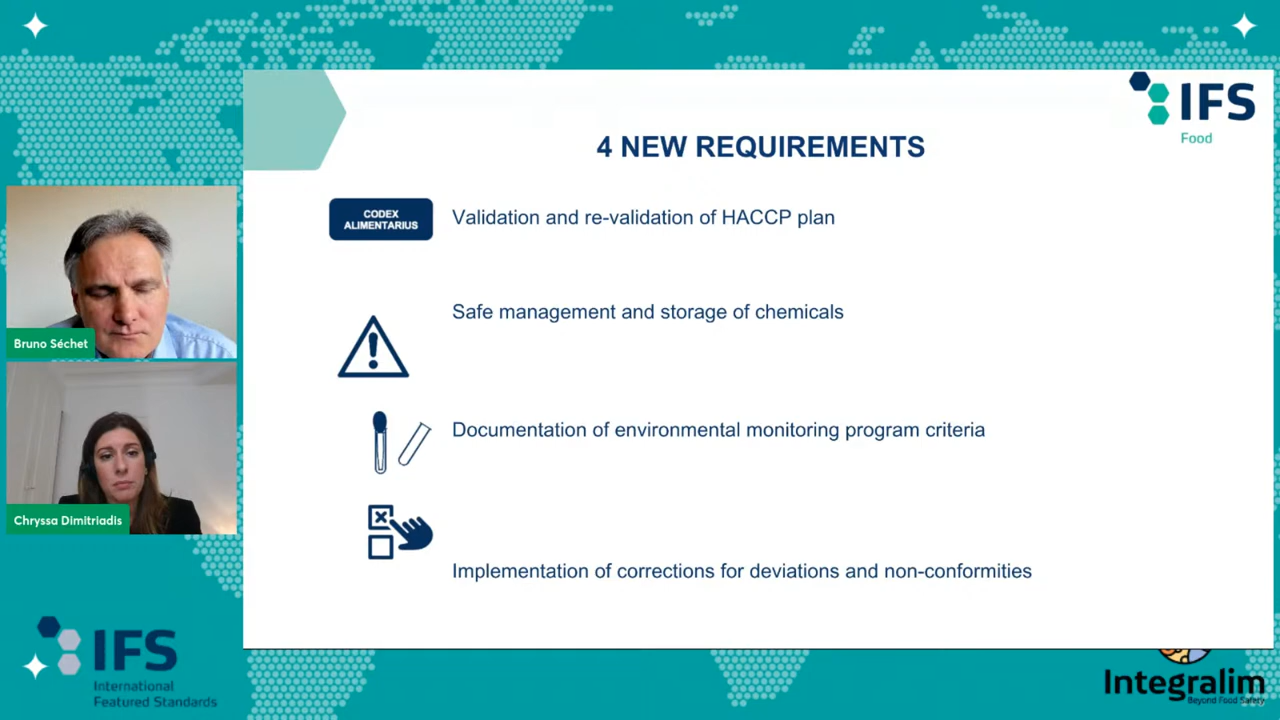 IFS
Food
4 NEW REQUIREMENTS
CODEX
ALIMENTARIUS
Validation and re-validation of HACCP plan
Safe management and storage of chemicals
Documentation of environmental monitoring program criteria
Implementation of corrections for deviations and non-conformities
Bruno Séchet
Chryssa Dimitriadis
IFS
International
Featured Standards
Integralim
Beyond Food Safety